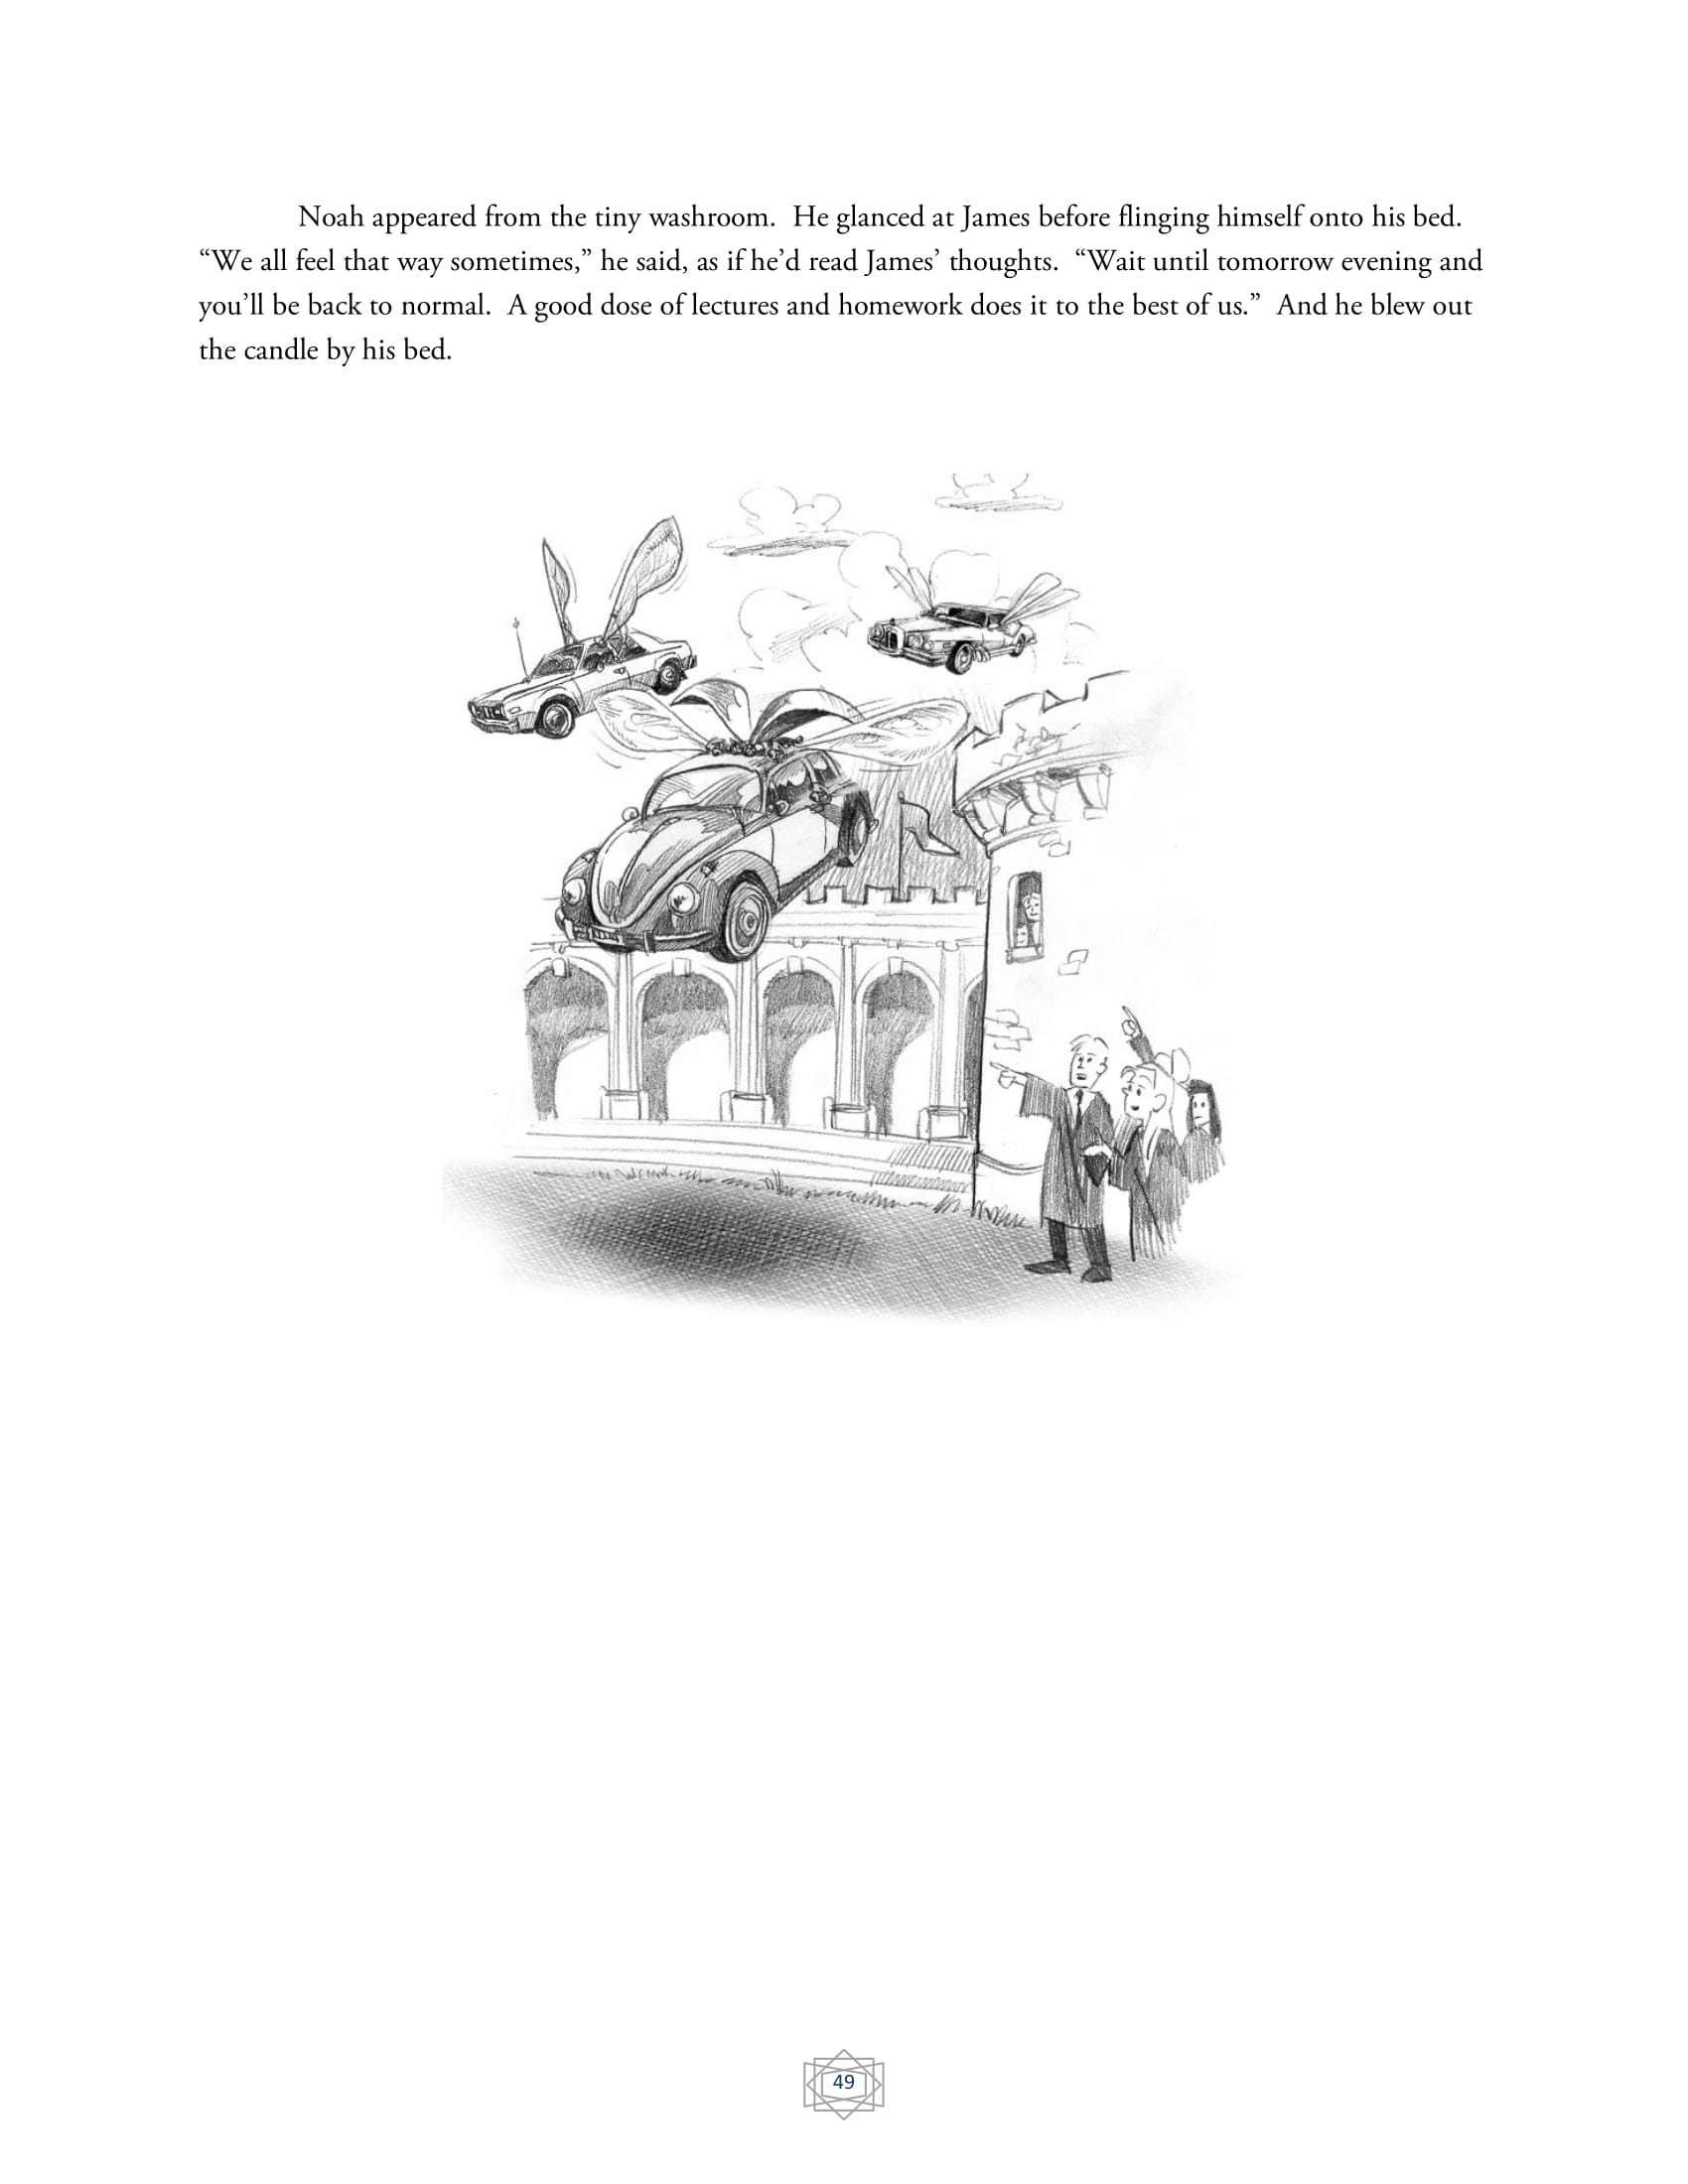 Noah appeared from the tiny washroom.  He glanced at James before flinging himself onto his bed.
“We all feel that way sometimes,” he said, as if he’d read James’ thoughts.  “Wait until tomorrow evening and
you’ll be back to normal.  A good dose of lectures and homework does it to the best of us.”  And he blew out
the candle by his bed.
49